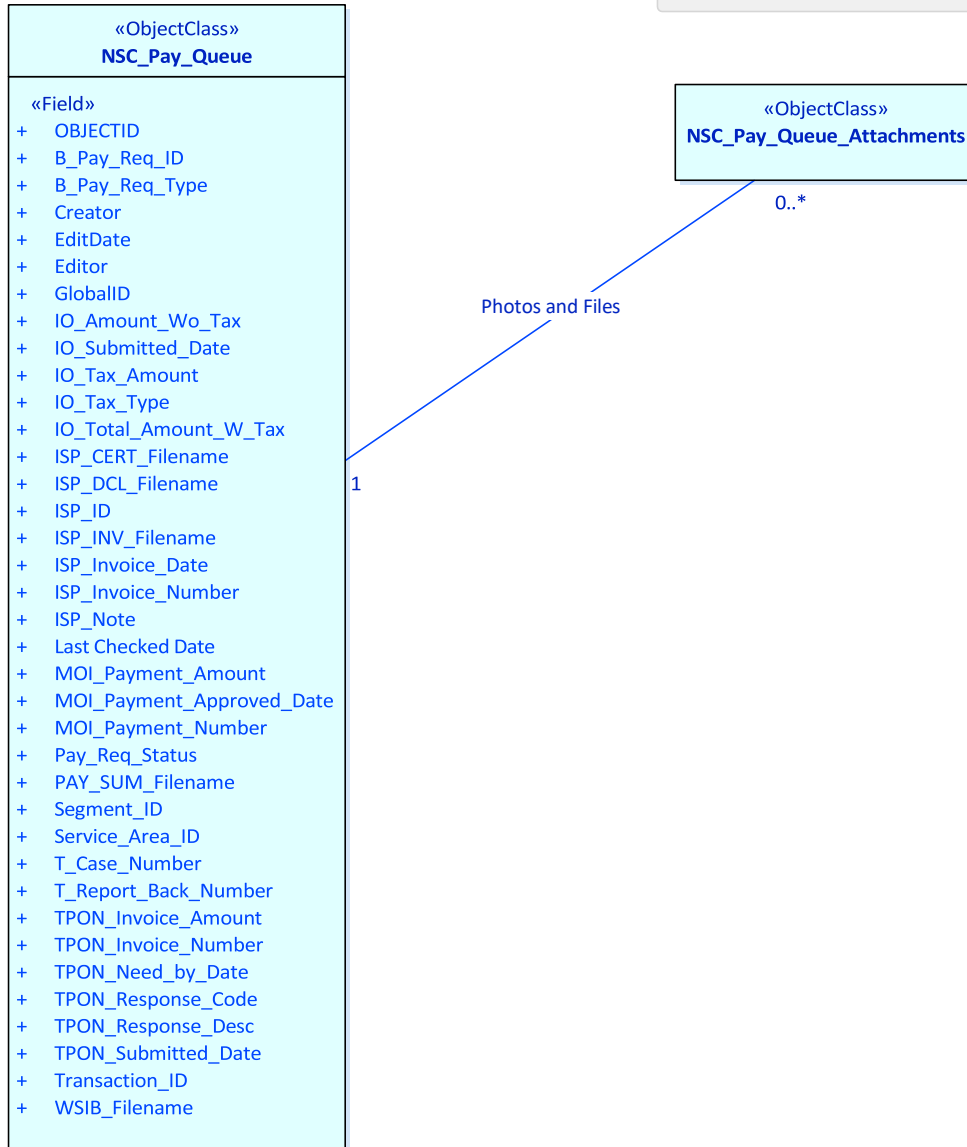 «ObjectClass»
NSC_Pay_Queue
«Field»
+ OBJECTID
+ B_Pay_Req_ID
+ B_Pay_Req_Type
+ Creator
+ EditDate
+ Editor
+ GlobalID
+ IO_Amount_Wo_Tax
+ IO_Submitted_Date
+ IO_Tax_Amount
+ IO_Tax_Type
+ IO_Total_Amount_W_Tax
+ ISP_CERT_Filename
+ ISP_DCL_Filename
+ ISP_ID
+ ISP_INV_Filename
+ ISP_Invoice_Date
+ ISP_Invoice_Number
+ ISP_Note
+ Last Checked Date
+ MOI_Payment_Amount
+ MOI_Payment_Approved_Date
+ MOI_Payment_Number
+ Pay_Req_Status
+ PAY_SUM_Filename
+ Segment_ID
+ Service_Area_ID
+ T_Case_Number
+ T_Report_Back_Number
+ TPON_Invoice_Amount
+ TPON_Invoice_Number
+ TPON_Need_by_Date
+ TPON_Response_Code
+ TPON_Response_Desc
+ TPON_Submitted_Date
+ Transaction_ID
+ WSIB_Filename
«ObjectClass»
NSC_Pay_Queue_Attachments
0..*
Photos and Files
1